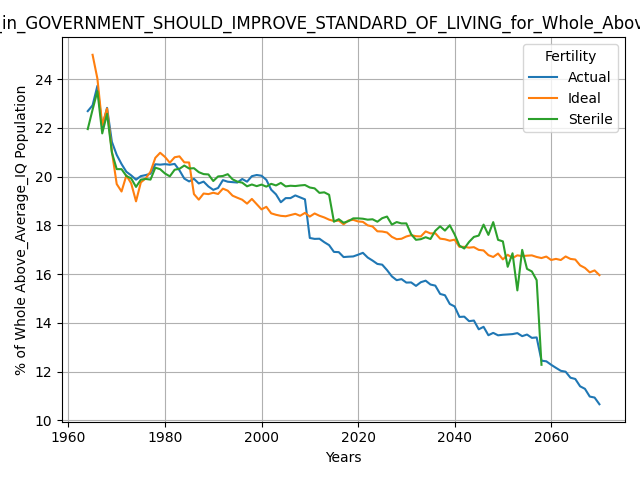 _in_GOVERNMENT_SHOULD_IMPROVE_STANDARD_OF_LIVING_for_Whole_Abov
Fertility
Actual
Ideal
Sterile
% of Whole Above_Average_IQ Population
24
22
20
18
16
14
12
10
1960 1980 2000 2020 2040 2060
Years